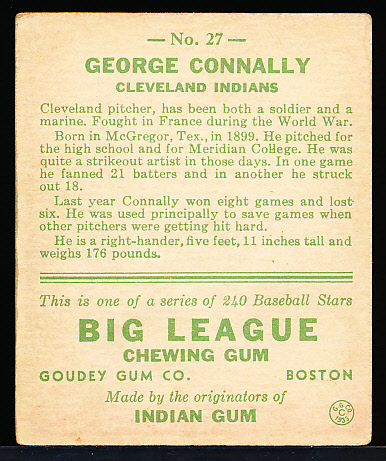 — No. 27 —
GEORGE CONNALLY
CLEVELAND INDIANS
Cleveland pitcher, has been both a soldier and a
marine. Fought in France during the World War.
Born in McGregor, Tex., in 1899. He pitched for
the high school and for Meridian College. He was
quite a strikeout artist in those days. In one game
he fanned 21 batters and in another he struck
out 18.
Last year Connally won eight games and lost
six. He was used principally to save games when
other pitchers were getting hit hard.
He is a right-hander, five feet, 11 inches tall and
weighs 176 pounds.
This is one of a series of 240 Baseball Stars
BIG LEAGUE
CHEWING GUM
GOUDEY GUM CO. BOSTON
Made by the originators of
INDIAN GUM
C
G.G.CO.
1933